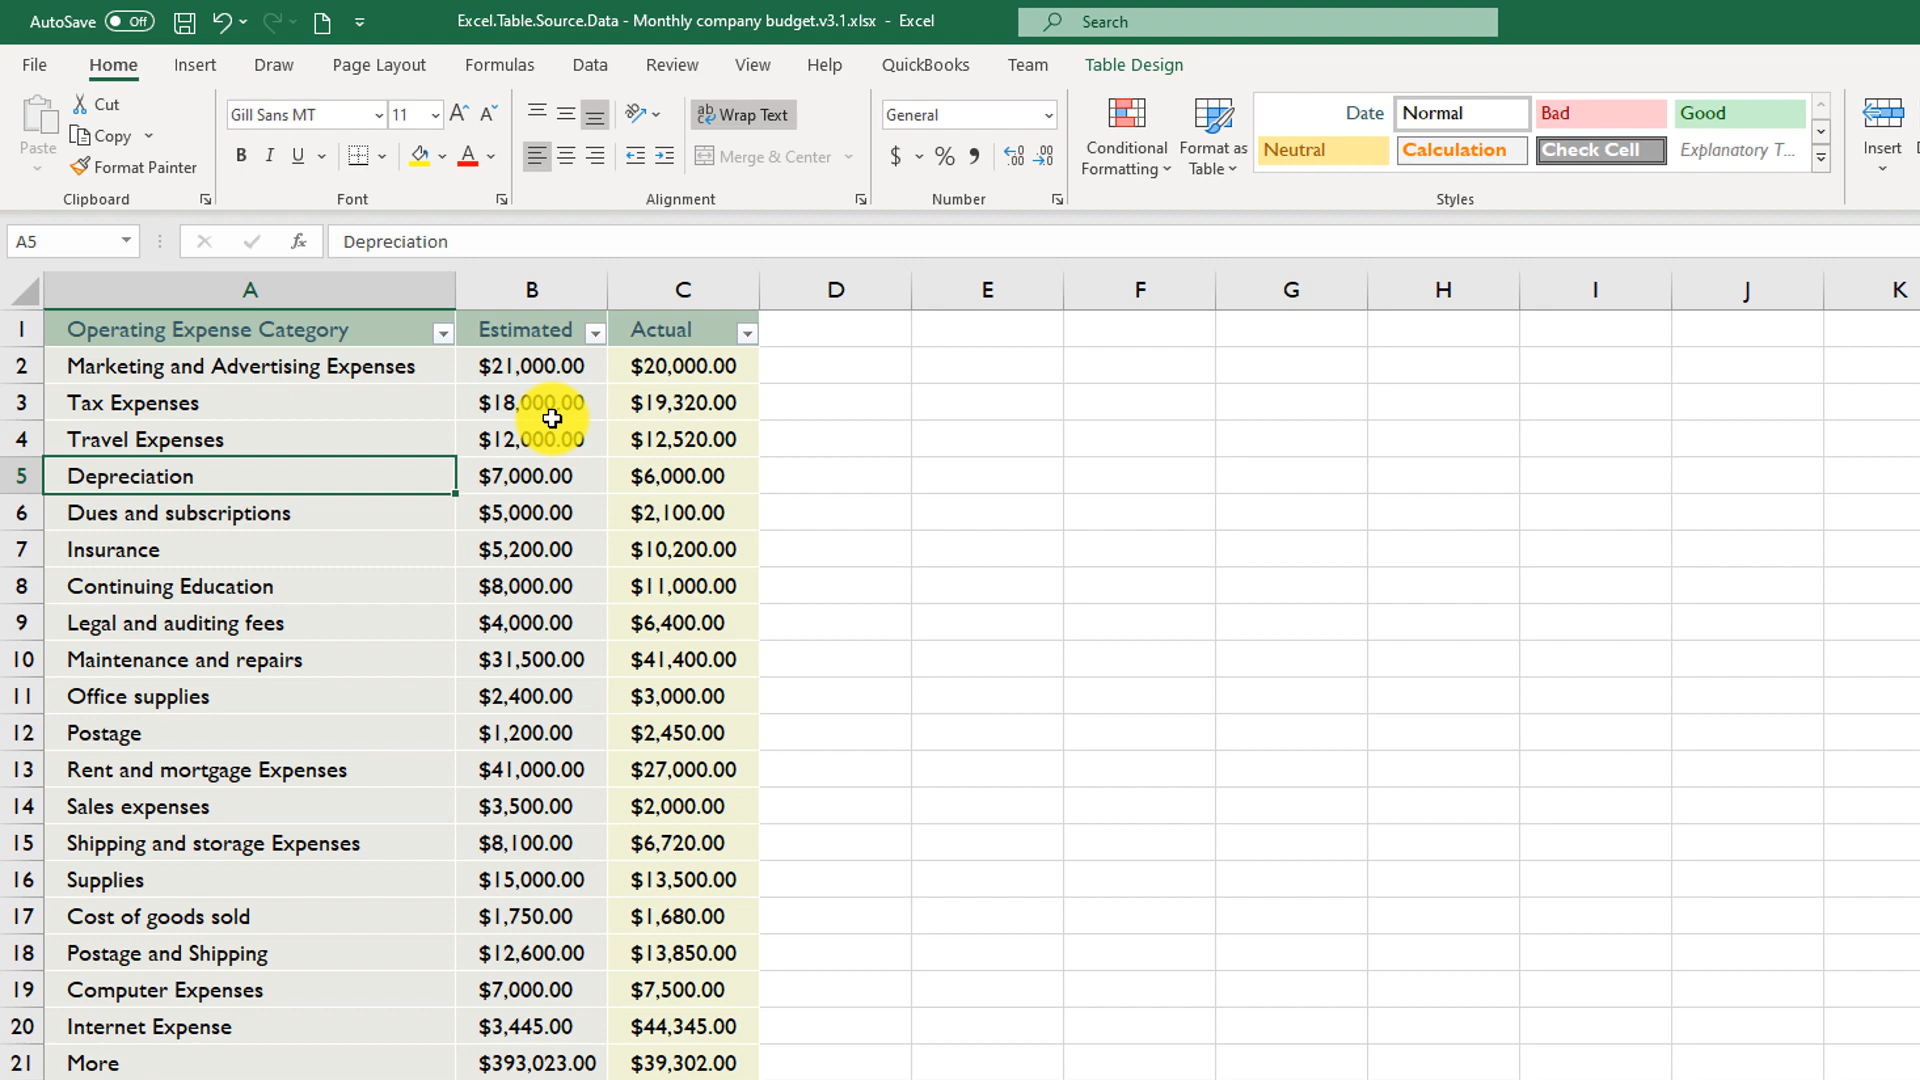 AutoSave Off Excel.Table.Source.Data - Monthly company budget.v3.1.xlsx - Excel Search
File Home Insert Draw Page Layout Formulas Data Review View Help QuickBooks Team Table Design
Paste Cut Copy Format Painter Clipboard
Gill Sans MT 11 B I U A Font
ab Wrap Text Merge & Center Alignment
General $ % Number
Conditional Formatting Format as Table Date Normal Bad Good
Neutral Calculation Check Cell Explanatory T... Styles
Insert
A5 fx Depreciation
A B C D E F G H I J K
1 Operating Expense Category Estimated Actual
2 Marketing and Advertising Expenses $21,000.00 $20,000.00
3 Tax Expenses $18,000.00 $19,320.00
4 Travel Expenses $12,000.00 $12,520.00
5 Depreciation $7,000.00 $6,000.00
6 Dues and subscriptions $5,000.00 $2,100.00
7 Insurance $5,200.00 $10,200.00
8 Continuing Education $8,000.00 $11,000.00
9 Legal and auditing fees $4,000.00 $6,400.00
10 Maintenance and repairs $31,500.00 $41,400.00
11 Office supplies $2,400.00 $3,000.00
12 Postage $1,200.00 $2,450.00
13 Rent and mortgage Expenses $41,000.00 $27,000.00
14 Sales expenses $3,500.00 $2,000.00
15 Shipping and storage Expenses $8,100.00 $6,720.00
16 Supplies $15,000.00 $13,500.00
17 Cost of goods sold $1,750.00 $1,680.00
18 Postage and Shipping $12,600.00 $13,850.00
19 Computer Expenses $7,000.00 $7,500.00
20 Internet Expense $3,445.00 $44,345.00
21 More $393,023.00 $39,302.00